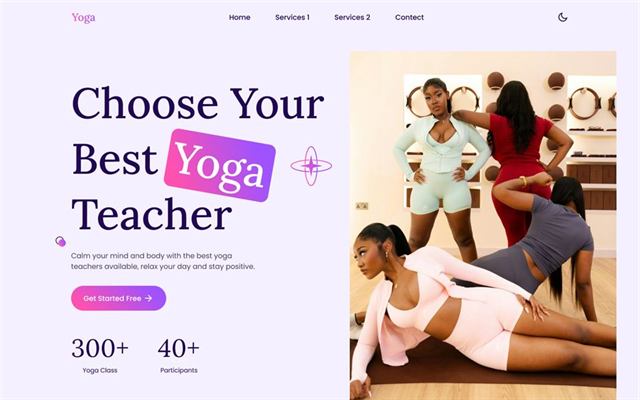 Yoga
Home
Services 1
Services 2
Contact
Choose Your
Best Yoga
Teacher
Calm your mind and body with the best yoga
teachers available, relax your day and stay positive.
Get Started Free
300+
40+
Yoga Class
Participants